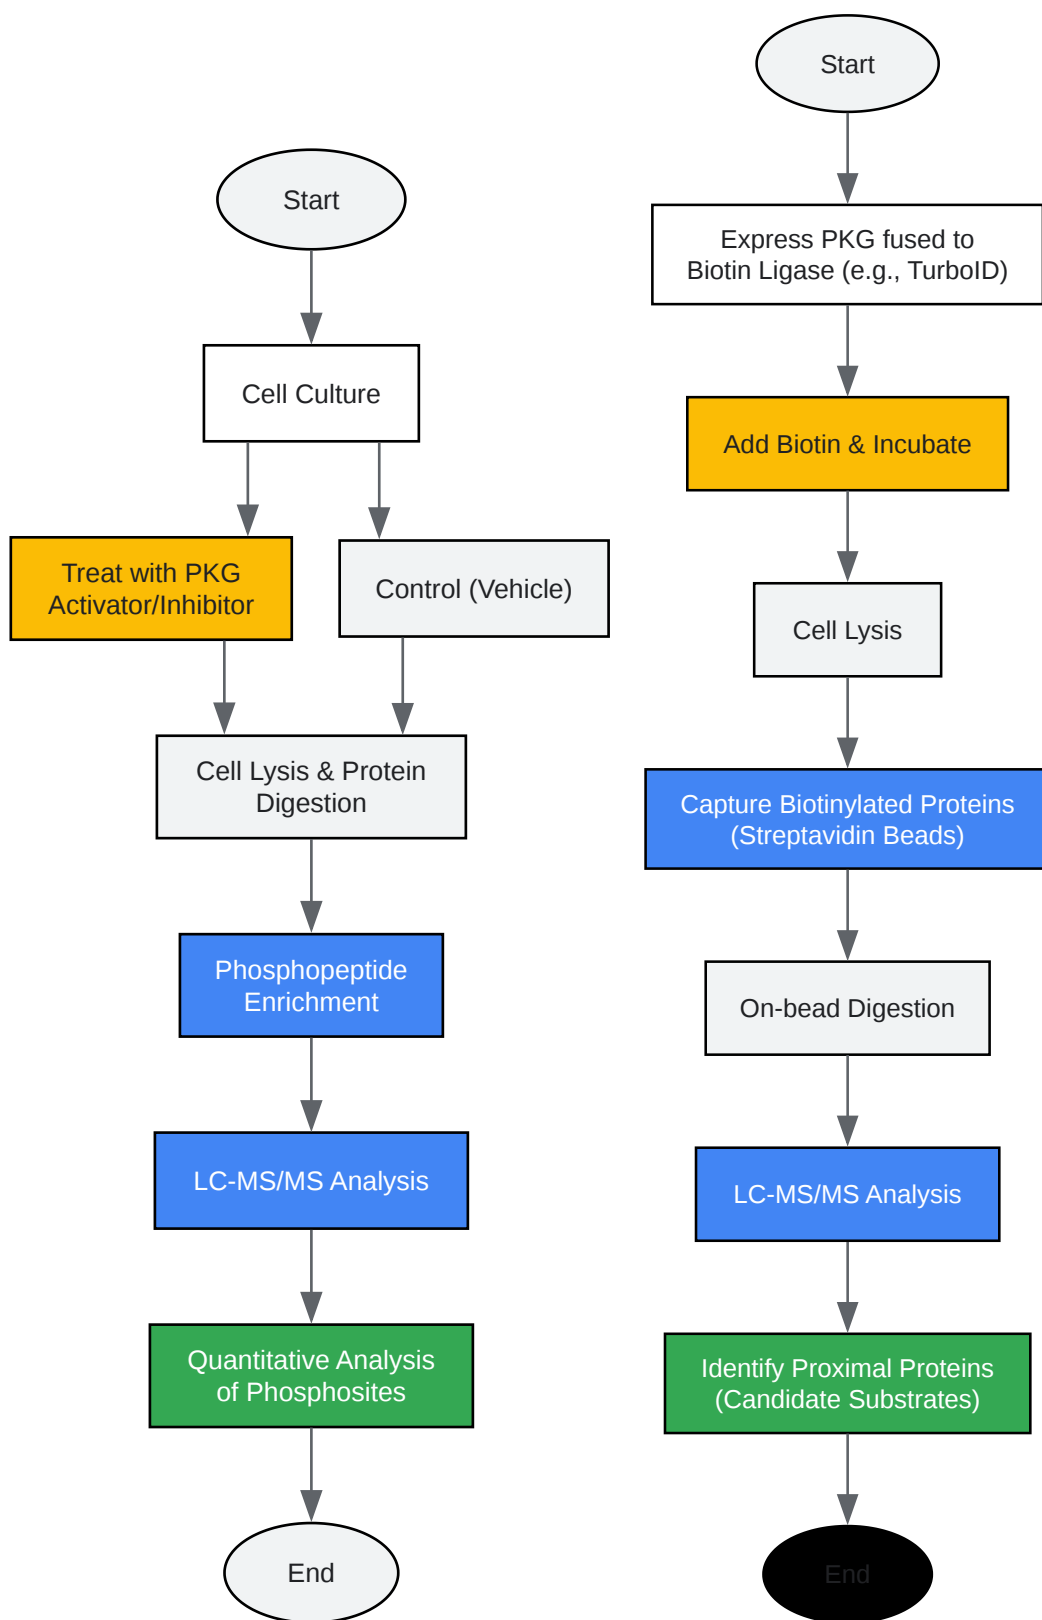 Start
Cell Culture
Treat with PKG
Activator/Inhibitor
Control (Vehicle)
Cell Lysis & Protein
Digestion
Phosphopeptide
Enrichment
LC-MS/MS Analysis
Quantitative Analysis
of Phosphosites
End
Start
Express PKG fused to
Biotin Ligase (e.g., TurboID)
Add Biotin & Incubate
Cell Lysis
Capture Biotinylated Proteins
(Streptavidin Beads)
On-bead Digestion
LC-MS/MS Analysis
Identify Proximal Proteins
(Candidate Substrates)
End